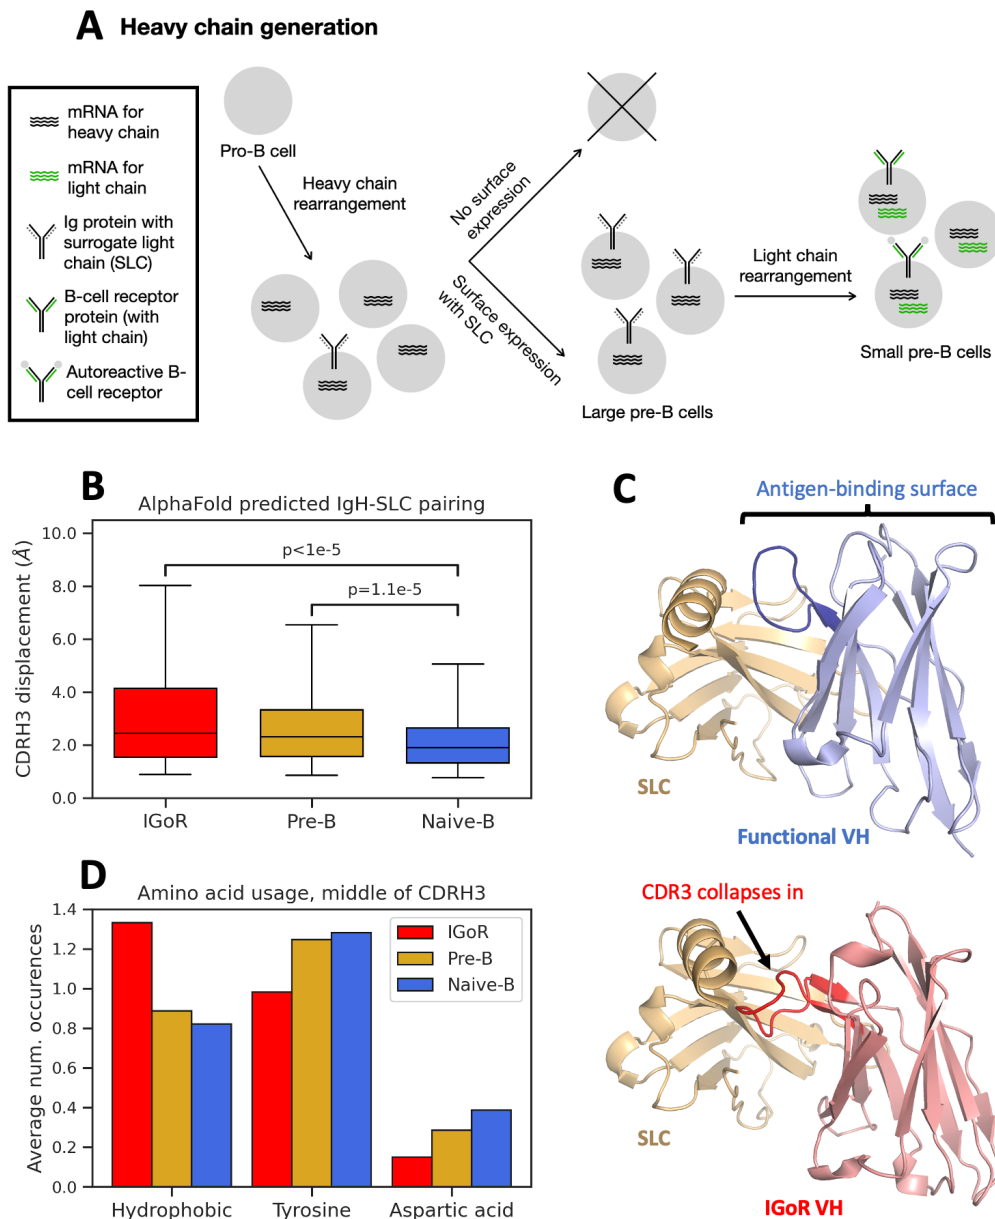 A Heavy chain generation
mRNA for
heavy chain
mRNA for
light chain
Ig protein with
surrogate light
chain (SLC)
B-cell receptor
protein (with
light chain)
Autoreactive B-
cell receptor
Pro-B cell
Heavy chain
rearrangement
No surface
expression
Surface expression
with SLC
Large pre-B cells
Light chain
rearrangement
Small pre-B cells
B
AlphaFold predicted IgH-SLC pairing
CDRH3 displacement (Å)
10.0
8.0
6.0
4.0
2.0
0.0
p<1e-5
p=1.1e-5
IGoR
Pre-B
Naive-B
C
Antigen-binding surface
SLC
Functional VH
CDR3 collapses in
SLC
IGoR VH
D
Amino acid usage, middle of CDRH3
Average num. occurences
1.4
1.2
1.0
0.8
0.6
0.4
0.2
0.0
IGoR
Pre-B
Naive-B
Hydrophobic
Tyrosine
Aspartic acid